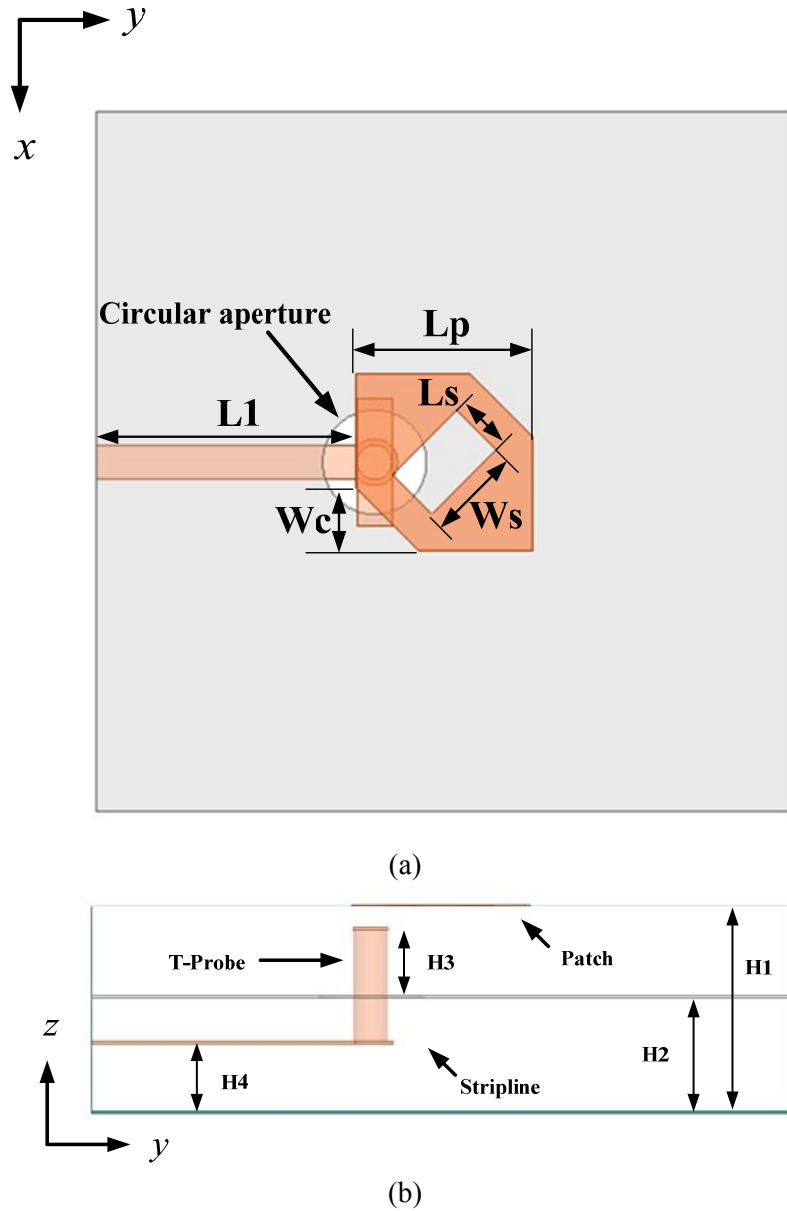 y
x
Circular aperture
Lp
Ls
L1
Wc
Ws
(a)
T-Probe
H3
Patch
H1
z
H2
H4
Stripline
y
(b)